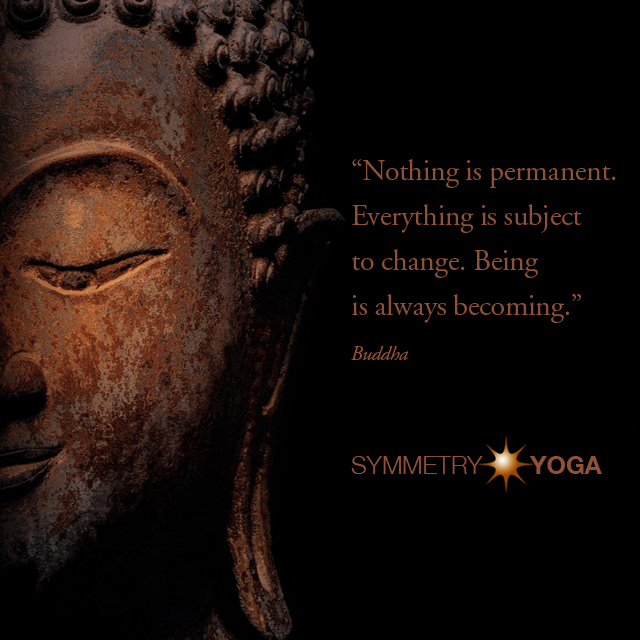 “Nothing is permanent.
Everything is subject
to change. Being
is always becoming.”
Buddha
SYMMETRY YOGA